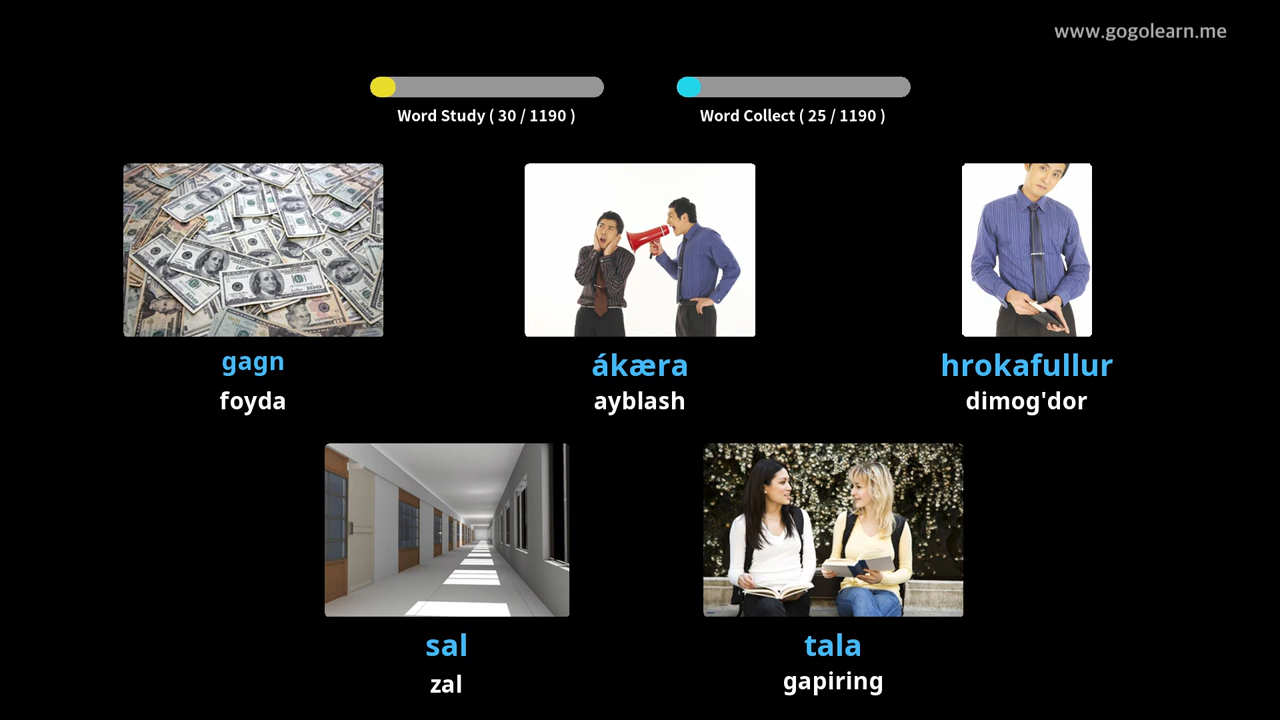 www.gogolearn.me
Word Study ( 30 / 1190 )
Word Collect ( 25 / 1190 )
gagn
foyda
ákæra
ayblash
hrokafullur
dimog'dor
sal
zal
tala
gapiring